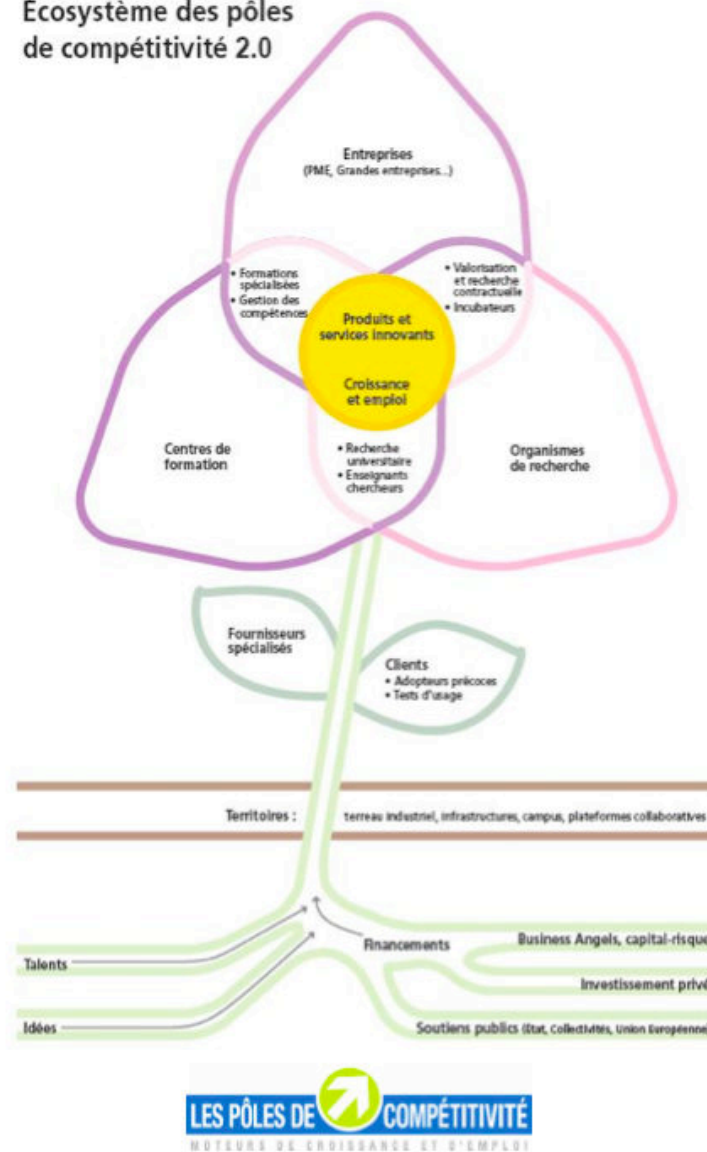 Ecosystème des pôles
de compétitivité 2.0
Entreprises
(PME, Grandes entreprises...)
• Formations
spécialisées
• Gestion des
compétences
• Valorisation
et recherche
contractuelle
• Incubateurs
Produits et
services innovants
Croissance
et emploi
Centres de
formation
• Recherche
universitaire
• Enseignants
chercheurs
Organismes
de recherche
Fournisseurs
spécialisés
Clients
• Adopteurs précoces
• Tests d'usage
Territoires : terreau industriel, infrastructures, campus, plateformes collaboratives
Talents
Financements
Business Angels, capital-risque
Investissement privé
Idées
Soutiens publics (État, Collectivités, Union Européenne)
LES PÔLES DE COMPÉTITIVITÉ
MOTEURS DE CROISSANCE ET D'EMPLOI